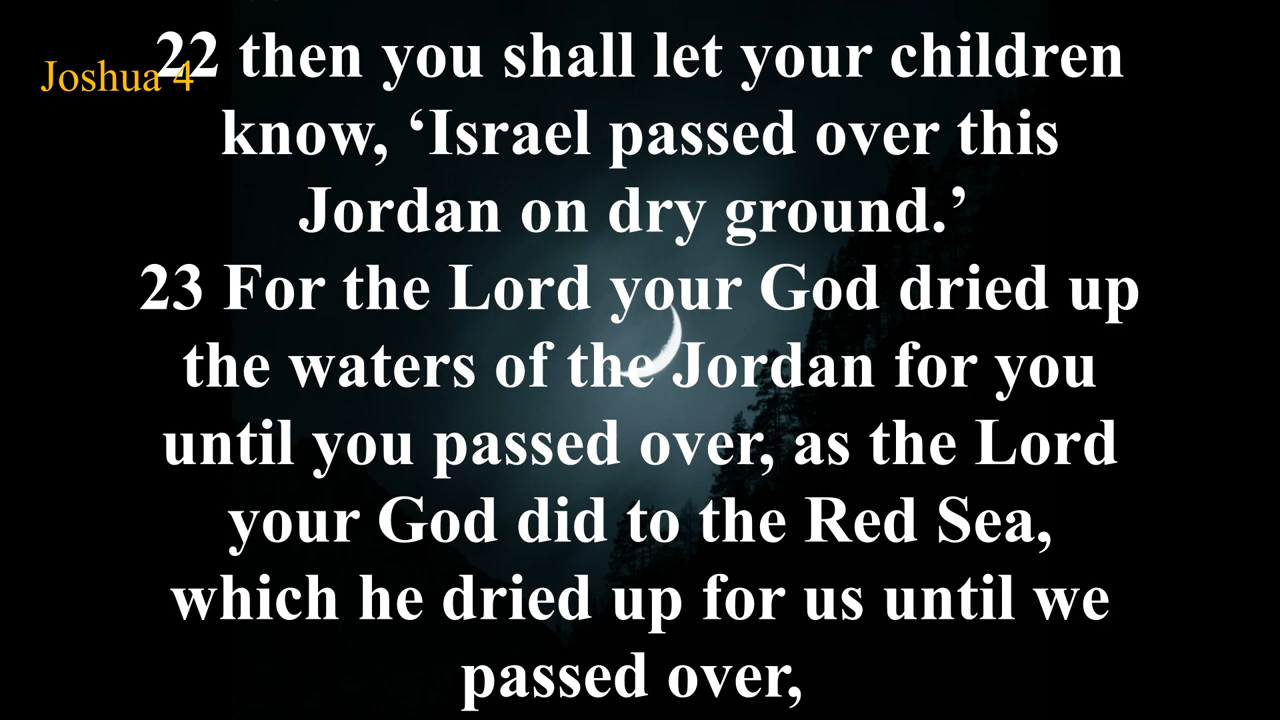 Joshua 4
22 then you shall let your children
know, ‘Israel passed over this
Jordan on dry ground.’
23 For the Lord your God dried up
the waters of the Jordan for you
until you passed over, as the Lord
your God did to the Red Sea,
which he dried up for us until we
passed over,